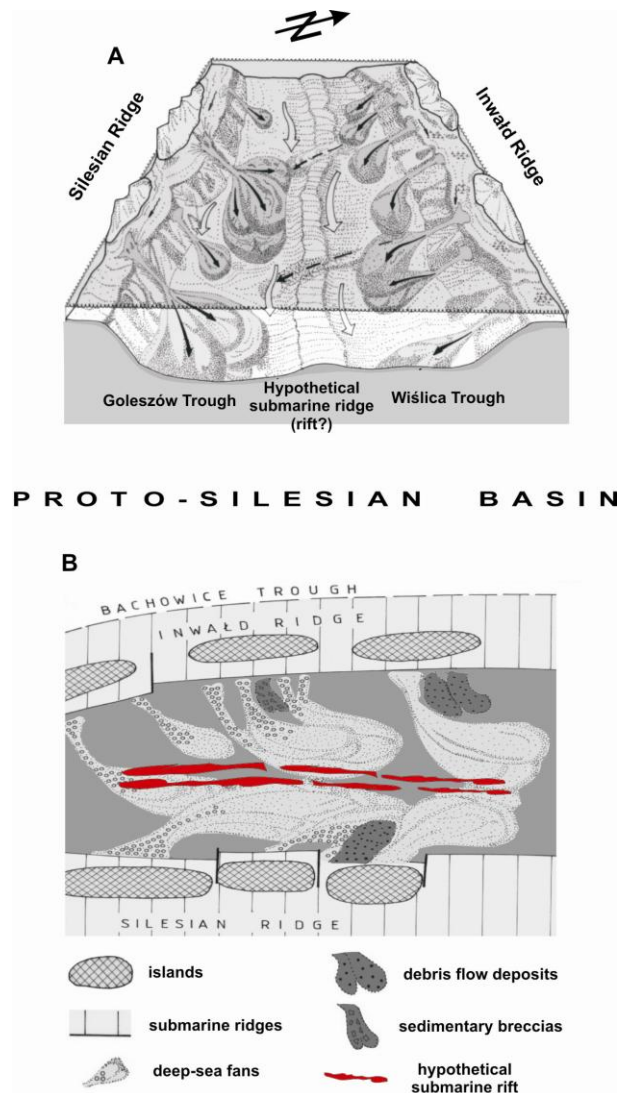 N
A
Silesian Ridge
Inwałd Ridge
Goleszów Trough
Hypothetical
submarine ridge
(rift?)
Wiślica Trough
PROTO-SILESIAN BASIN
B
BACHOWICE TROUGH
INWAŁD RIDGE
SILESIAN RIDGE
islands
debris flow deposits
submarine ridges
sedimentary breccias
deep-sea fans
hypothetical
submarine rift